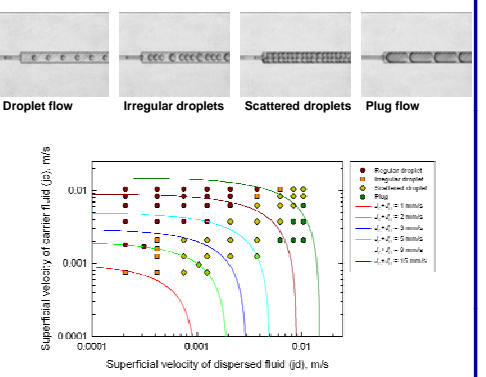 Droplet flow
Irregular droplets
Scattered droplets
Plug flow
Superficial velocity of carrier fluid (jc), m/s
0.01
0.001
0.0001
0.0001
0.001
0.01
Superficial velocity of dispersed fluid (jd), m/s
Regular droplet
Irregular droplet
Scattered droplet
Plug